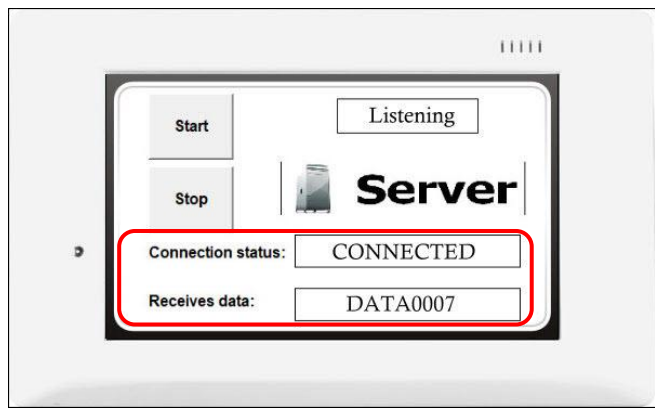 Start
Listening
Stop
Server
Connection status:
CONNECTED
Receives data:
DATA0007